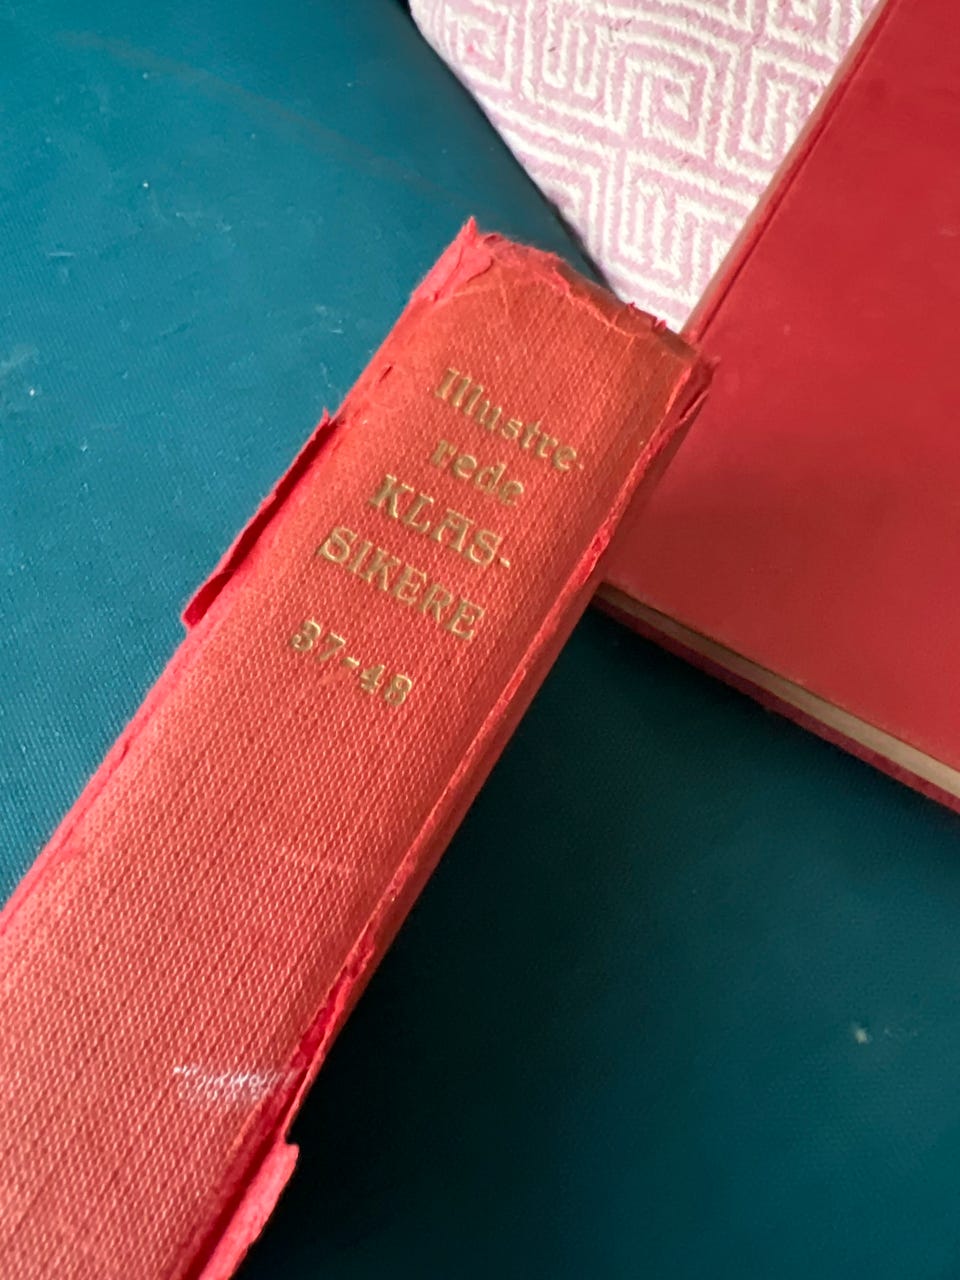 Illustre-
rede
KLAS-
SIKERE
37-48